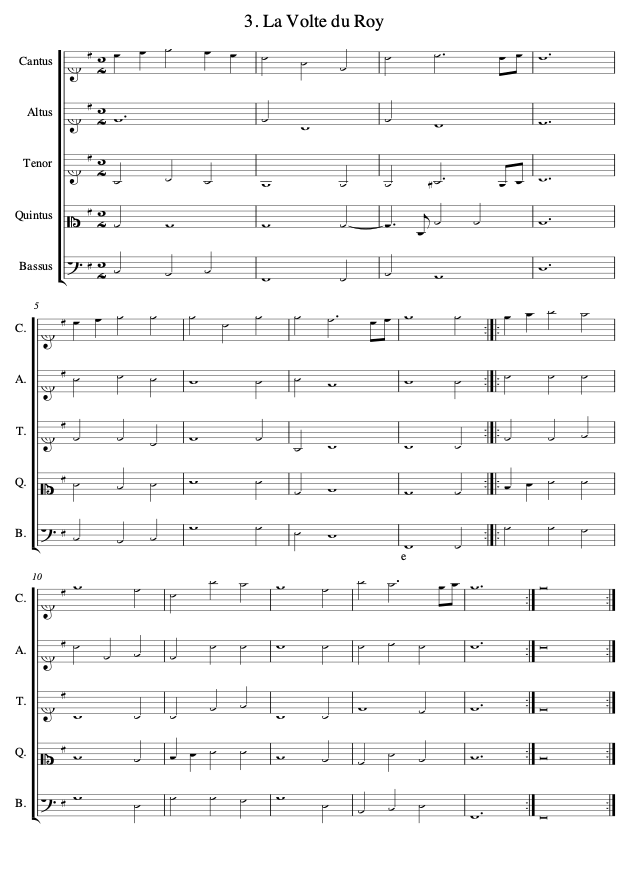 3. La Volte du Roy
Cantus
Altus
Tenor
Quintus
Bassus
5
C.
A.
T.
Q.
B.
e
10
C.
A.
T.
Q.
B.